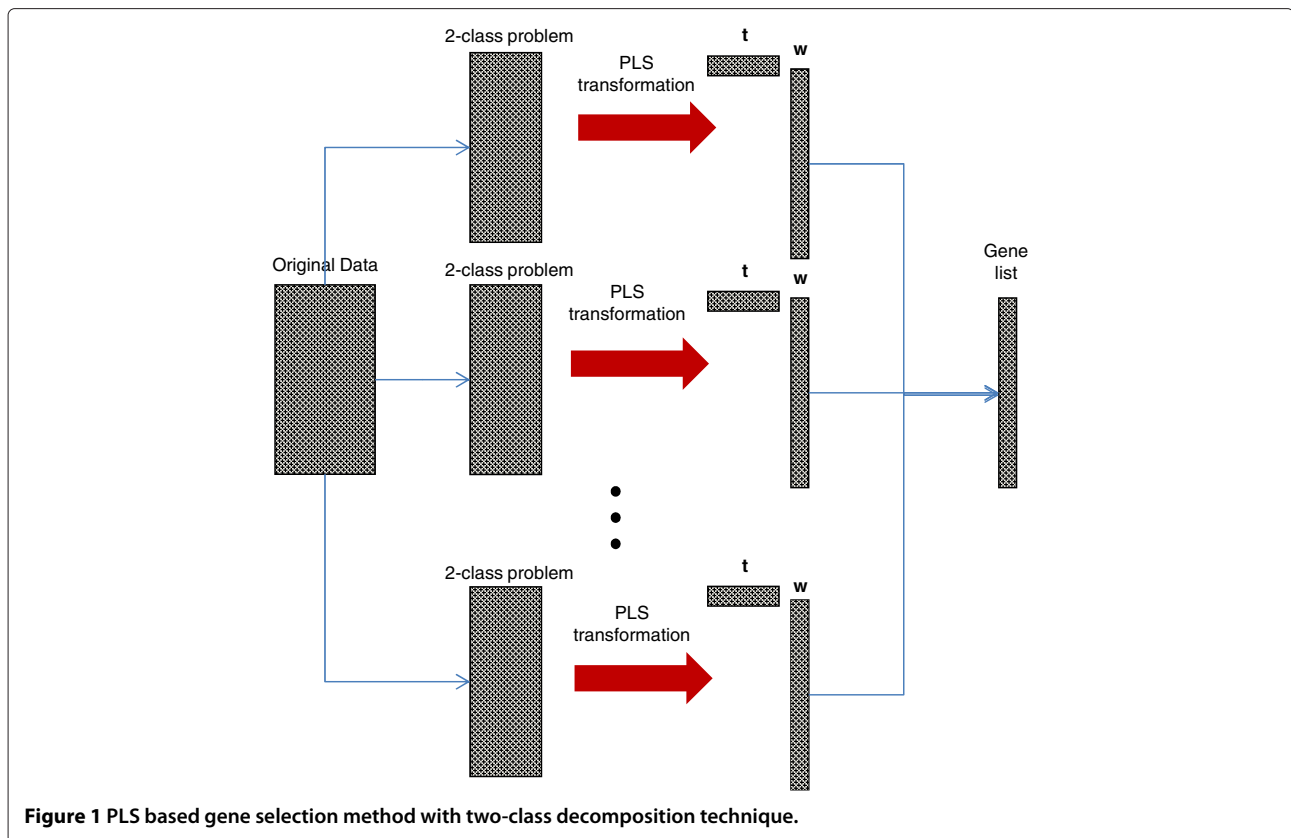 2-class problem
PLS
transformation
t
w
Original Data
2-class problem
PLS
transformation
t
w
Gene
list
2-class problem
PLS
transformation
t
w
Figure 1 PLS based gene selection method with two-class decomposition technique.